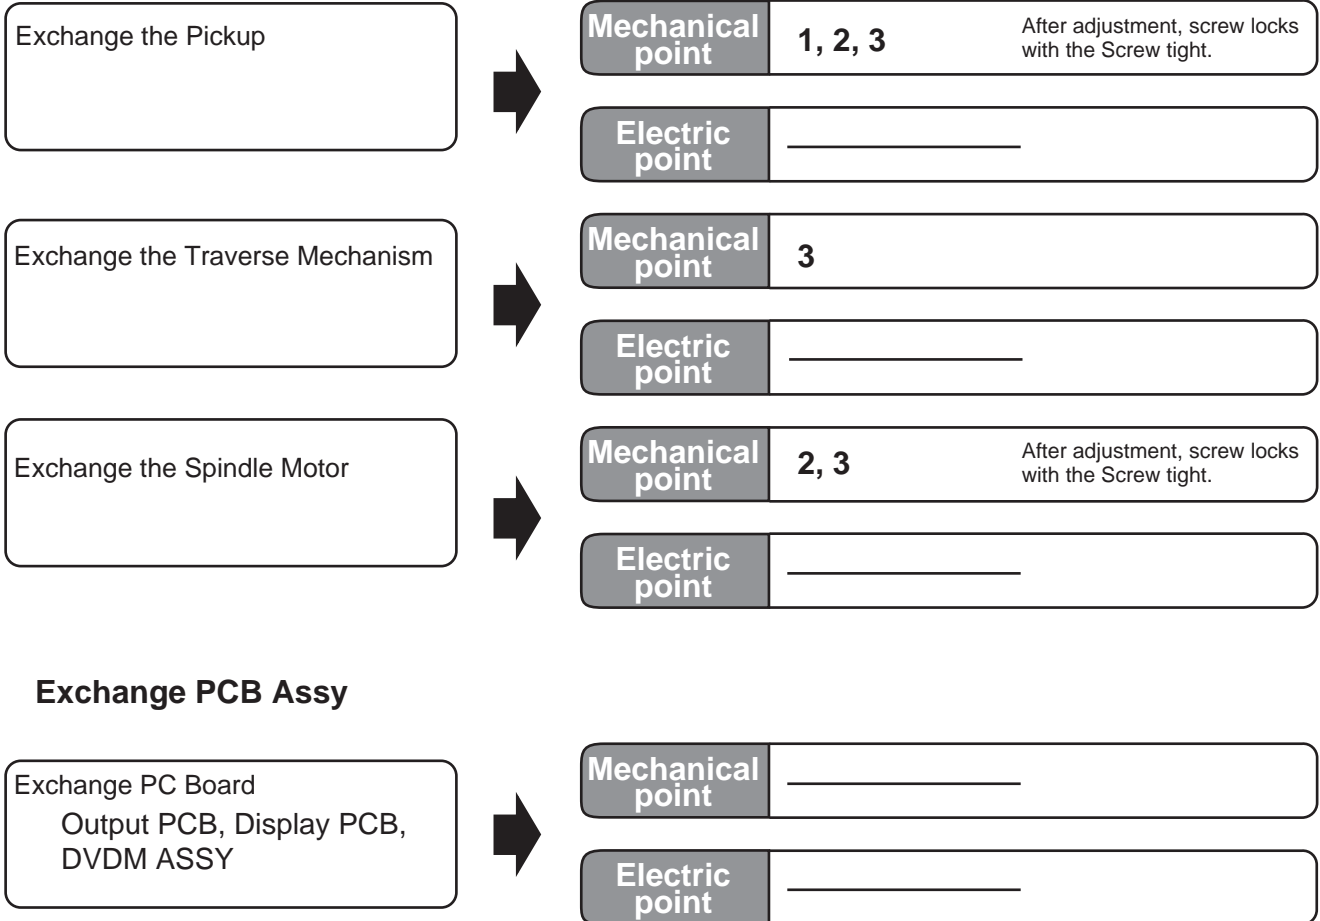 Exchange the Pickup
Mechanical
point
1, 2, 3
After adjustment, screw locks
with the Screw tight.
Electric
point
Exchange the Traverse Mechanism
Mechanical
point
3
Electric
point
Exchange the Spindle Motor
Mechanical
point
2, 3
After adjustment, screw locks
with the Screw tight.
Electric
point
Exchange PCB Assy
Exchange PC Board
Output PCB, Display PCB,
DVDM ASSY
Mechanical
point
Electric
point